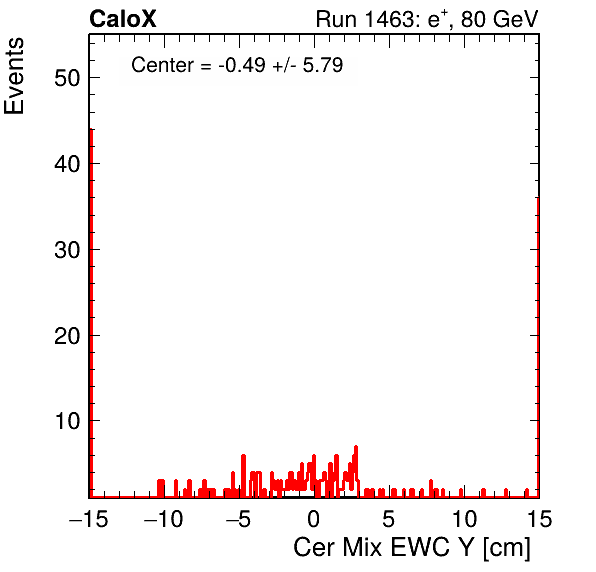 CaloX
Run 1463: e+, 80 GeV
Center = -0.49 +/- 5.79
Events
50
40
30
20
10
−15 −10 −5 0 5 10 15
Cer Mix EWC Y [cm]